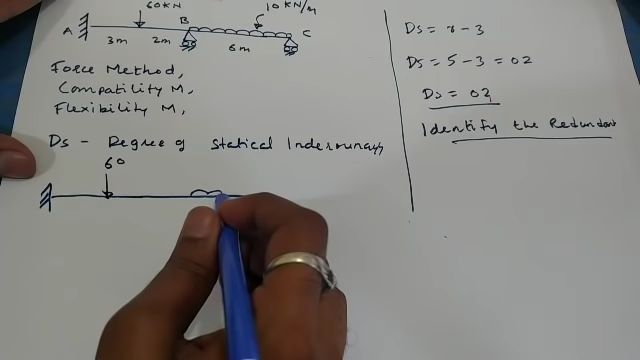 60KN
10 KN/M
A
B
C
3m
2m
6m
Force Method,
Compatility M,
Flexibility M,
Ds - Degree of Statical Indeterminacy
60
Ds = r - 3
Ds = 5 - 3 = 02
Ds = 02
Identify the Redundant